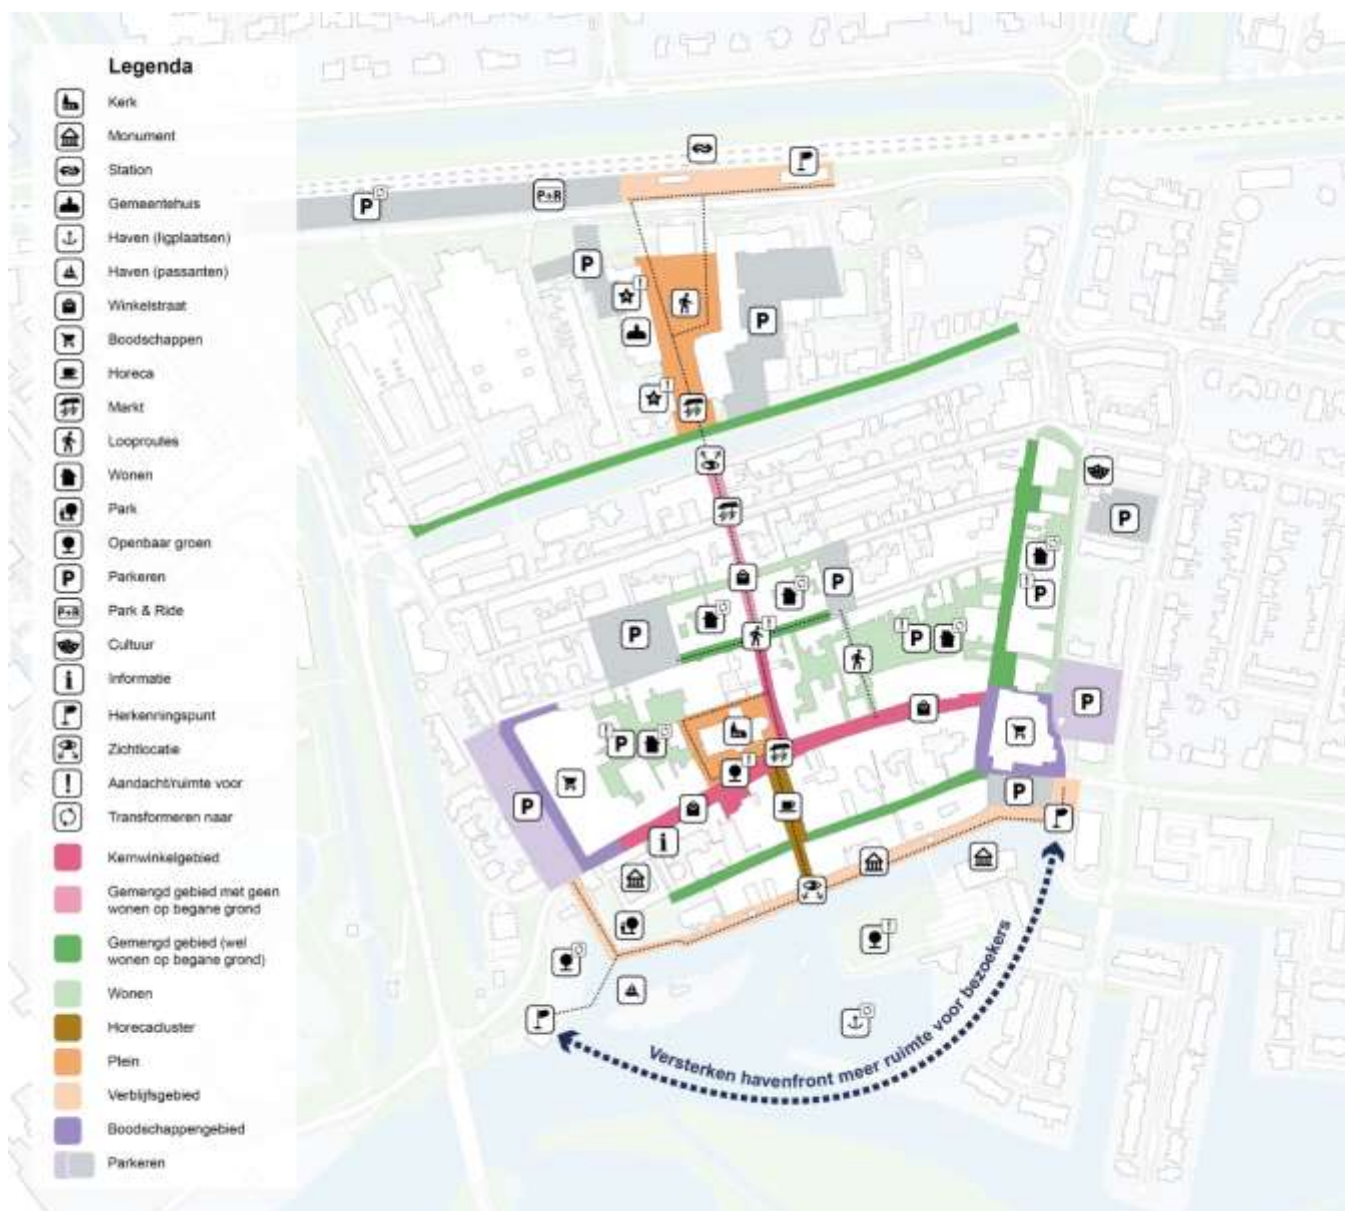 Legenda
Kerk
Monument
Station
Gemeentehuis
Haven (ligplaatsen)
Haven (passanten)
Winkelstraat
Boodschappen
Horeca
Markt
Looproutes
Wonen
Park
Openbaar groen
P Parkeren
P+R Park & Ride
Cultuur
i Informatie
Herkenningspunt
Zichtlocatie
! Aandacht/ruimte voor
Transformeren naar
Kernwinkelgebied
Gemengd gebied met geen
wonen op begane grond
Gemengd gebied (wel
wonen op begane grond)
Wonen
Horecacluster
Plein
Verblijfsgebied
Boodschappengebied
Parkeren
P
P+R
P
!
P
!
P
P
!
P
!
P
!
P
P
!
P
!
P
P
i
!
Versterken havenfront meer ruimte voor bezoekers